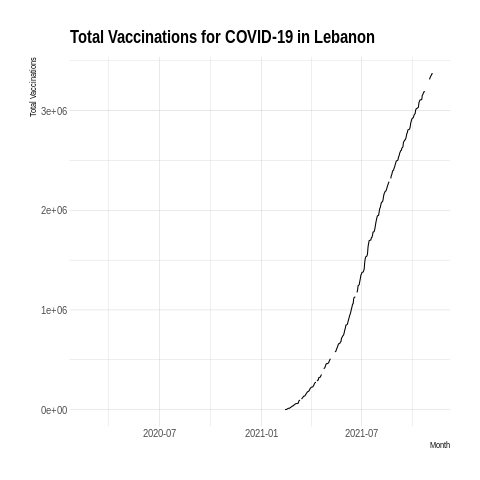 Total Vaccinations for COVID-19 in Lebanon
Total Vaccinations
3e+06
2e+06
1e+06
0e+00
2020-07 2021-01 2021-07
Month